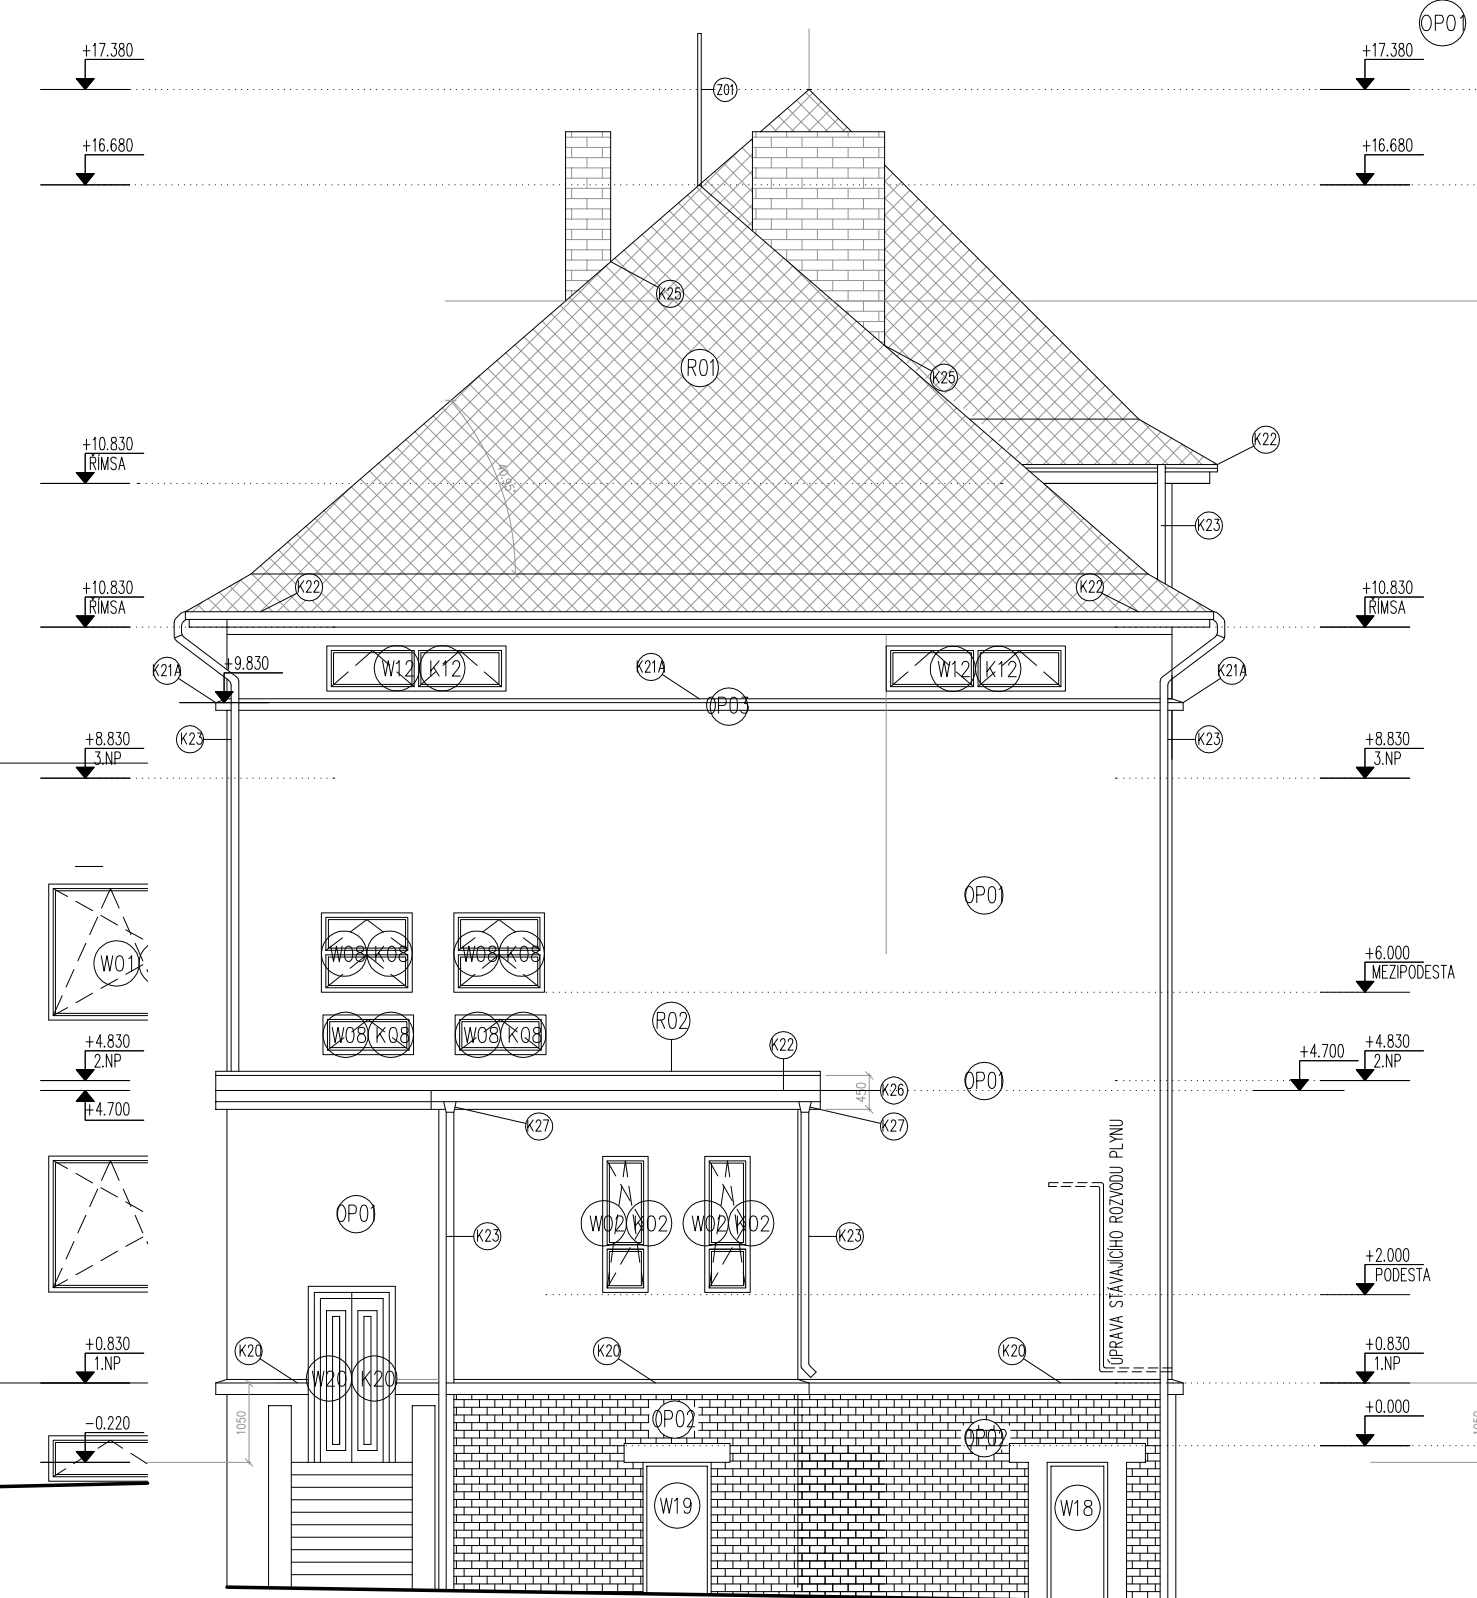 OP01
+17.380
+17.380
Z01
+16.680
+16.680
K25
R01
K25
+10.830
ŘÍMSA
K22
40.95°
K23
+10.830
ŘÍMSA
K22
K22
+10.830
ŘÍMSA
K21A
+9.830
W12
K12
K21A
W12
K12
K21A
OP03
K23
K23
+8.830
3.NP
+8.830
3.NP
OP01
W01
W08
K08
W08
K08
+6.000
MEZIPODESTA
R02
W08
K08
W08
K08
K22
+4.830
2.NP
+4.700
+4.830
2.NP
OP01
K26
450
+4.700
K27
K27
ÚPRAVA STÁVAJÍCÍHO ROZVODU PLYNU
OP01
W02
K02
W02
K02
K23
K23
+2.000
PODESTA
+0.830
1.NP
K20
K20
K20
+0.830
1.NP
W20
K20
-0.220
1050
OP02
OP02
+0.000
1050
W19
W18